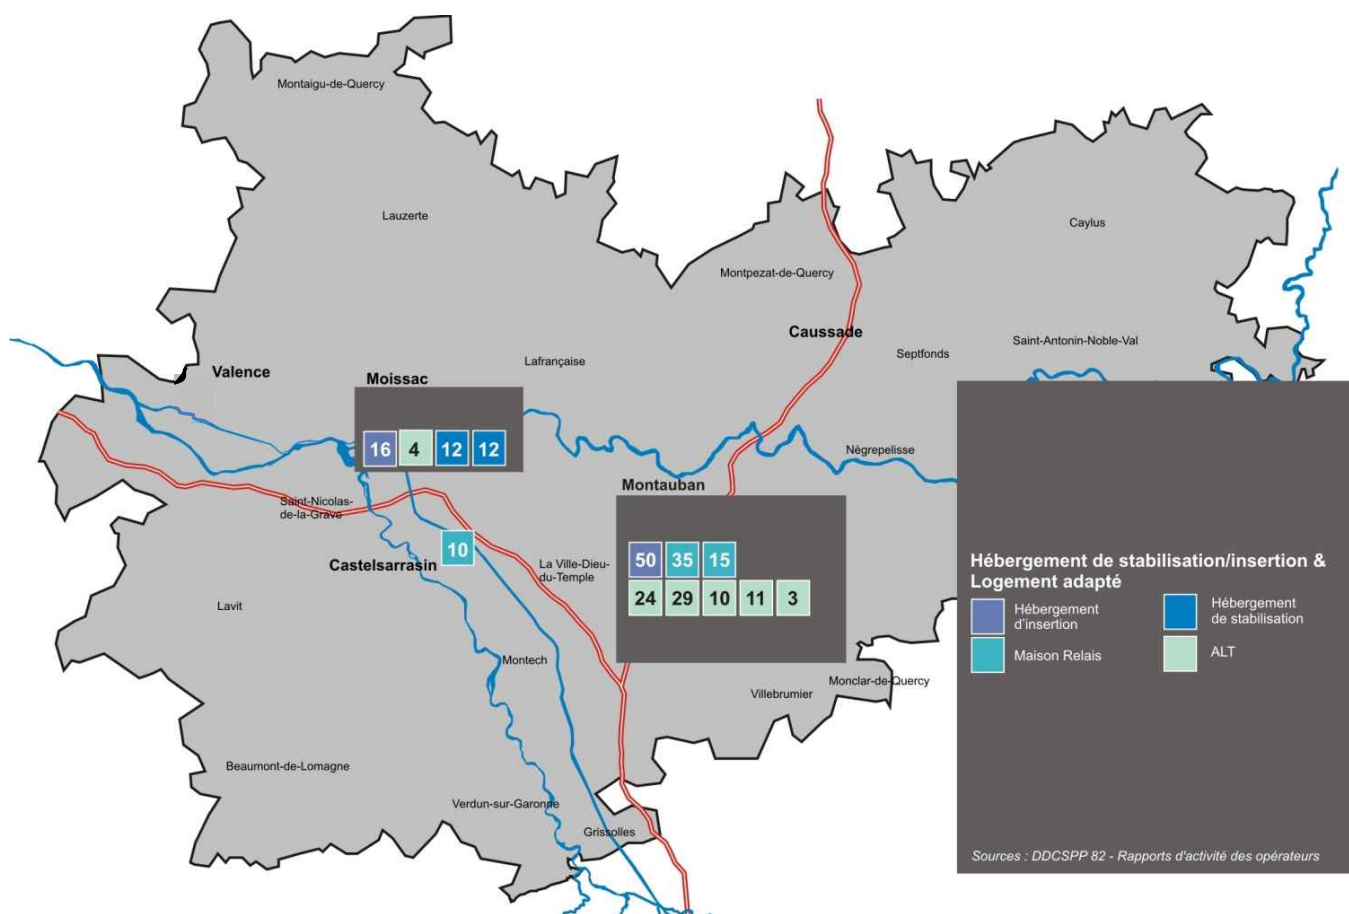 Montaigu-de-Quercy
Lauzerte
Caylus
Montpezat-de-Quercy
Caussade
Saint-Antonin-Noble-Val
Septfonds
Lafrançaise
Valence
Moissac
16 4 12 12
Nègrepelisse
Montauban
Saint-Nicolas-
de-la-Grave
10
Castelsarrasin
La Ville-Dieu-
du-Temple
50 35 15
24 29 10 11 3
Lavit
Montech
Villebrumier
Monclar-de-Quercy
Beaumont-de-Lomagne
Verdun-sur-Garonne
Grissolles
Hébergement de stabilisation/insertion &
Logement adapté
Hébergement
d'insertion
Hébergement
de stabilisation
Maison Relais
ALT
Sources : DDCSPP 82 - Rapports d'activité des opérateurs